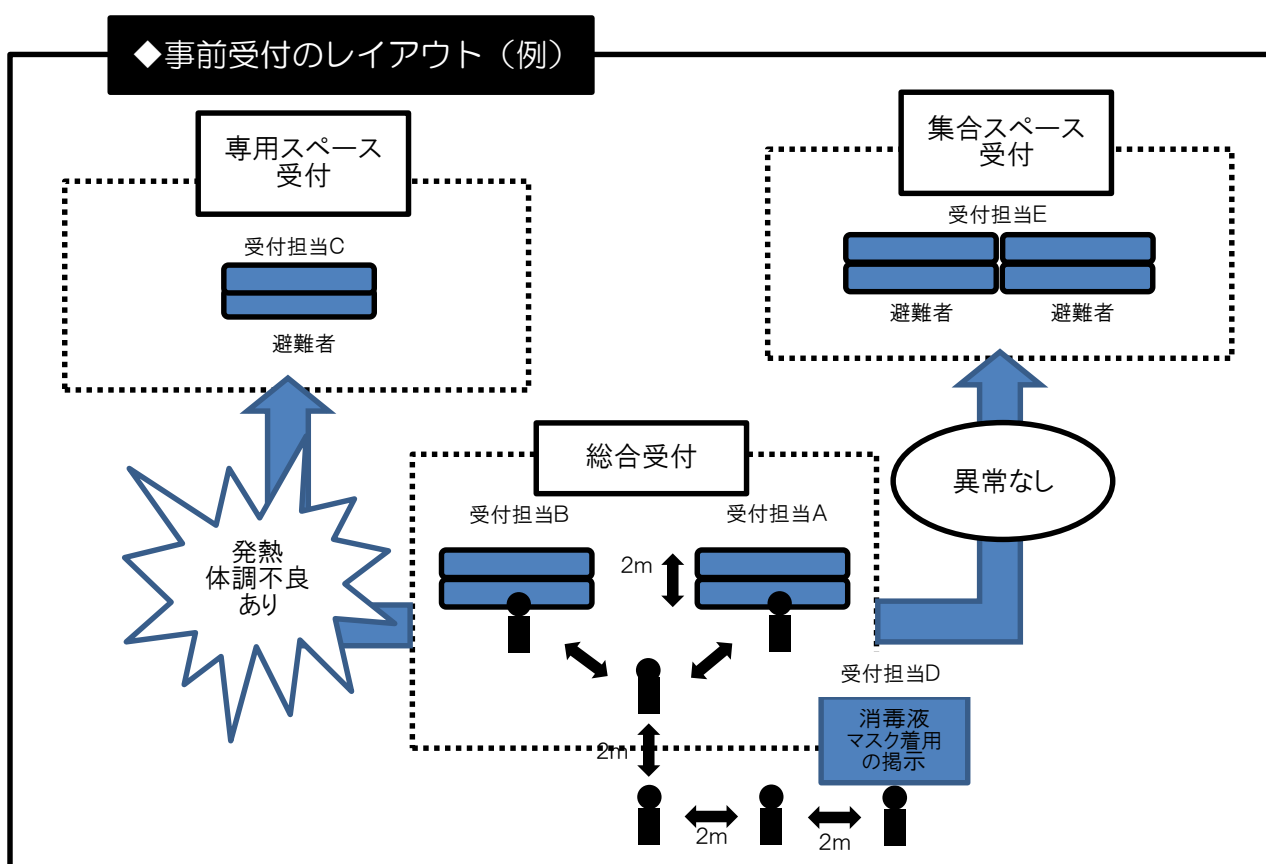 ◆事前受付のレイアウト（例）
専用スペース
受付
集合スペース
受付
受付担当C
受付担当E
避難者
避難者
避難者
総合受付
異常なし
受付担当B
受付担当A
発熱
体調不良
あり
2m
受付担当D
消毒液
マスク着用
の掲示
2m
2m
2m